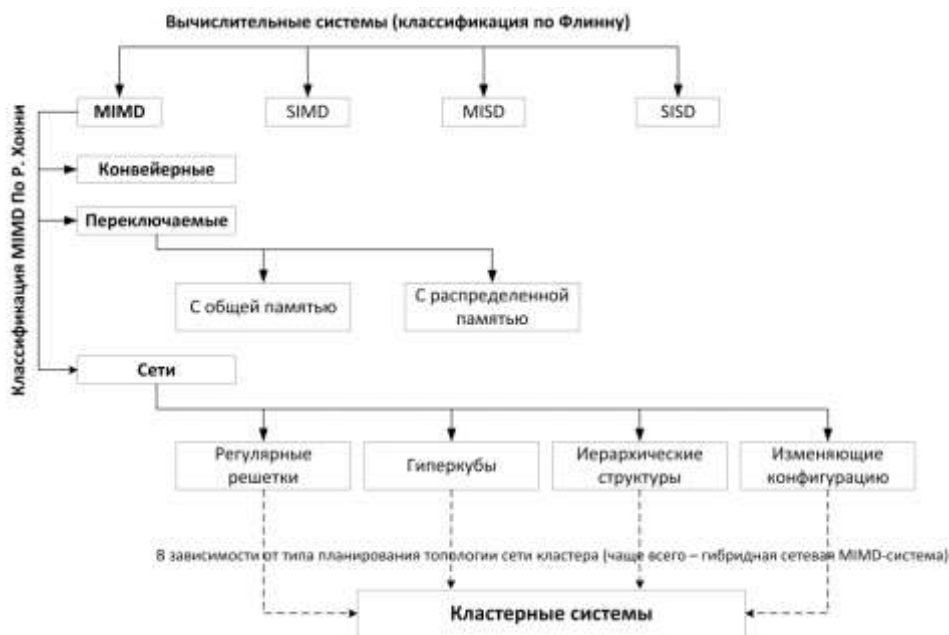 Вычислительные системы (классификация по Флинну)
MIMD
SIMD
MISD
SISD
Классификация MIMD По Р. Хокни
Конвейерные
Переключаемые
С общей памятью
С распределенной
памятью
Сети
Регулярные
решетки
Гиперкубы
Иерархические
структуры
Изменяющие
конфигурацию
В зависимости от типа планирования топологии сети кластера (чаще всего – гибридная сетевая MIMD-система)
Кластерные системы